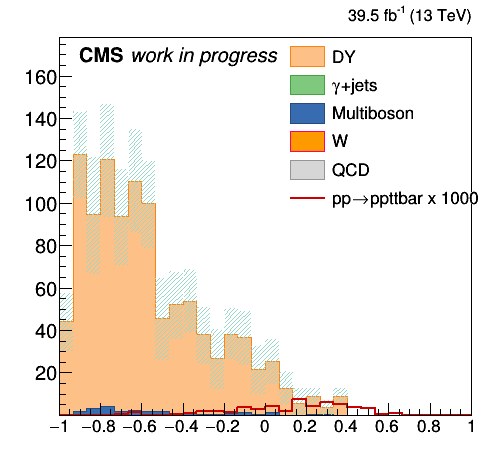 39.5 fb⁻¹ (13 TeV)
CMS work in progress
DY
γ+jets
Multiboson
W
QCD
pp→ppttbar x 1000
160
140
120
100
80
60
40
20
−1 −0.8 −0.6 −0.4 −0.2 0 0.2 0.4 0.6 0.8 1